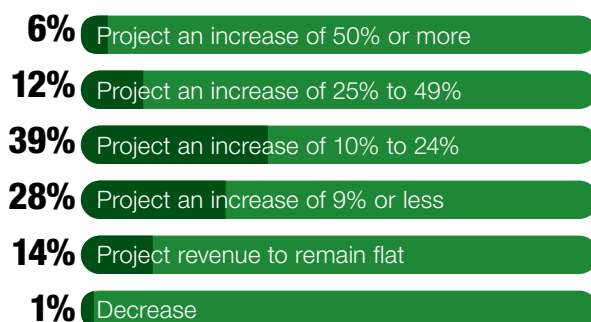 6% Project an increase of 50% or more
12% Project an increase of 25% to 49%
39% Project an increase of 10% to 24%
28% Project an increase of 9% or less
14% Project revenue to remain flat
1% Decrease